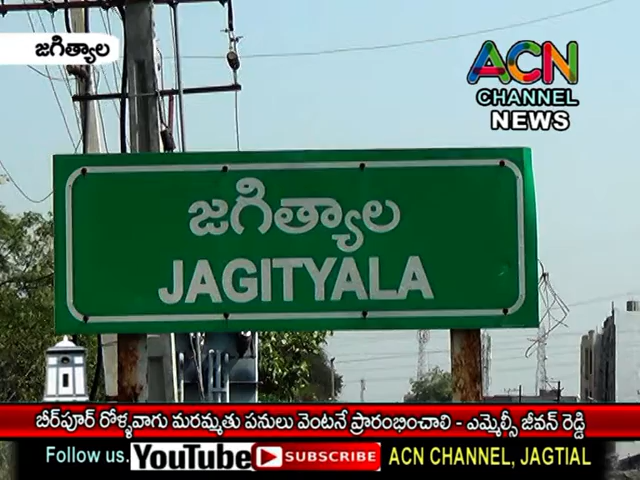 జగిత్యాల
ACN
CHANNEL
NEWS
జగిత్యాల
JAGITYALA
బీర్‌పూర్ రోళ్ళవాగు మరమ్మతు పనులు వెంటనే ప్రారంభించాలి - ఎమ్మెల్సీ జీవన్ రెడ్డి
Follow us. YouTube SUBSCRIBE ACN CHANNEL, JAGTIAL